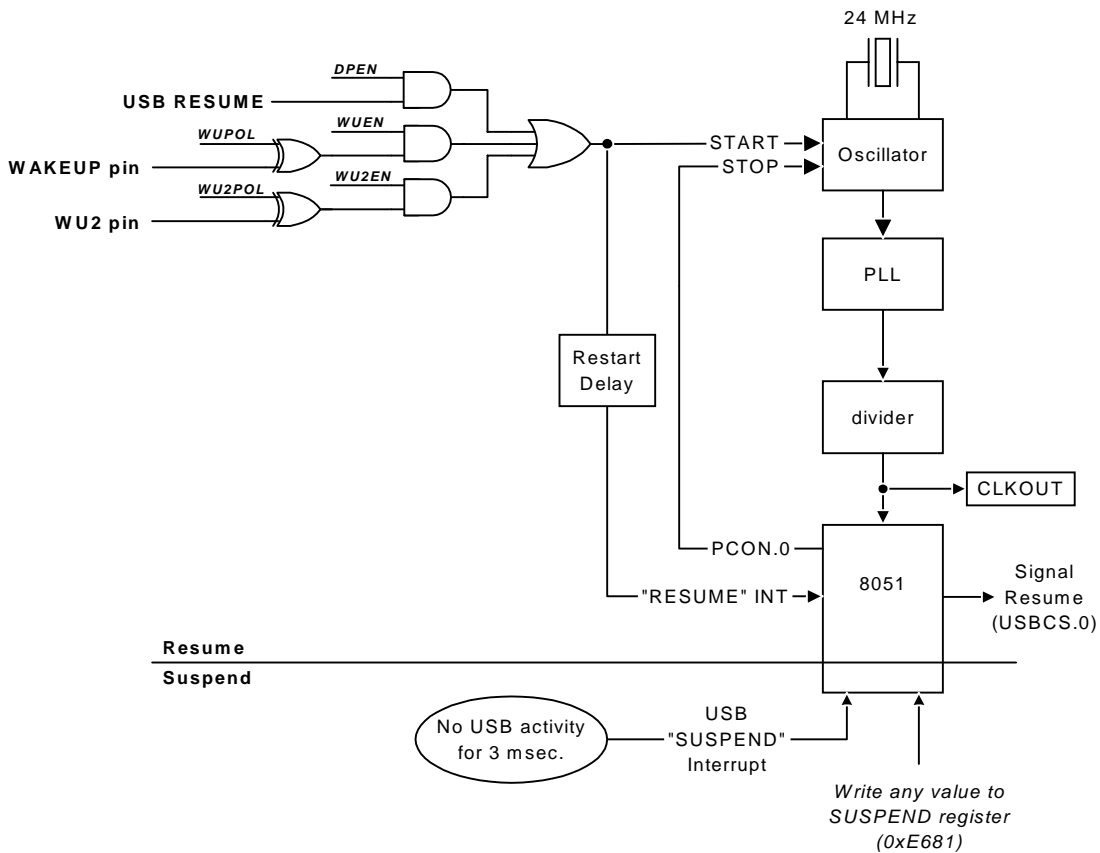 24 MHz
DPEN
USB RESUME
WUEN
WUPOL
WAKEUP pin
WU2EN
WU2POL
WU2 pin
START
STOP
Oscillator
PLL
Restart
Delay
divider
CLKOUT
PCON.0
8051
"RESUME" INT
Signal
Resume
(USBCS.0)
Resume
Suspend
No USB activity
for 3 msec.
USB
"SUSPEND"
Interrupt
Write any value to
SUSPEND register
(0xE681)